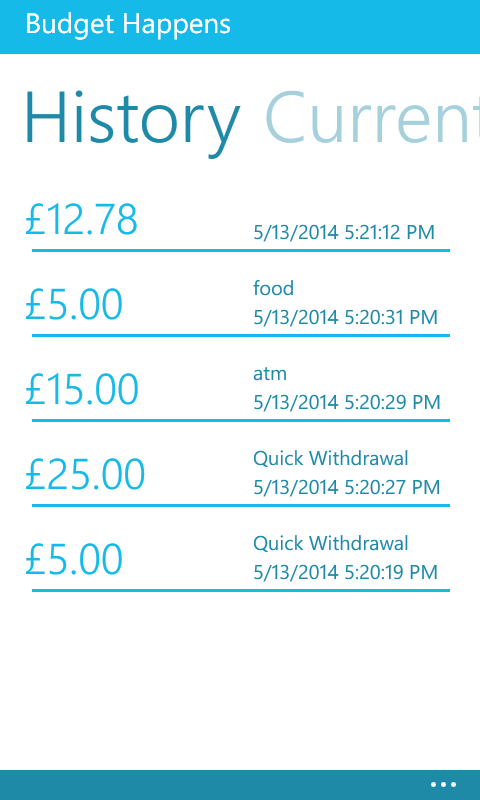 Budget Happens
History Current
£12.78
5/13/2014 5:21:12 PM
food
£5.00
5/13/2014 5:20:31 PM
atm
£15.00
5/13/2014 5:20:29 PM
Quick Withdrawal
£25.00
5/13/2014 5:20:27 PM
Quick Withdrawal
£5.00
5/13/2014 5:20:19 PM